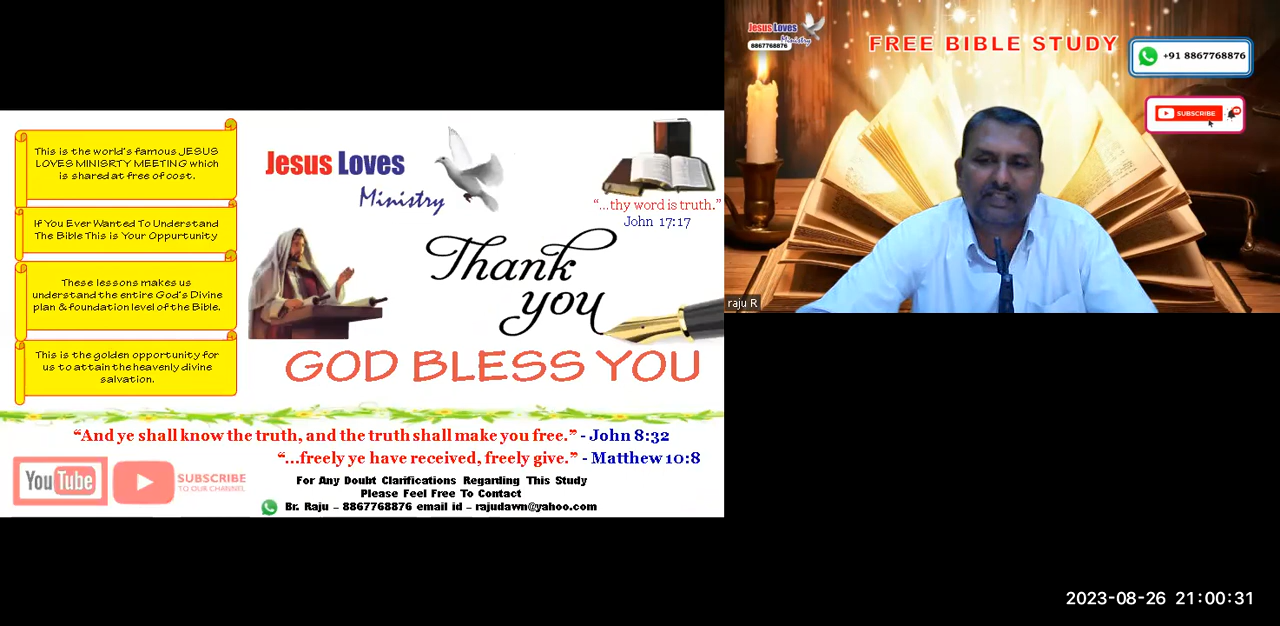 This is the world's famous JESUS
LOVES MINISRTY MEETING which
is shared at free of cost.
If You Ever Wanted To Understand
The Bible This is Your Oppurtunity
These lessons makes us
understand the entire God's Divine
plan & foundation level of the Bible.
This is the golden opportunity for
us to attain the heavenly divine
salvation.
Jesus Loves
Ministry
"...thy word is truth."
John 17:17
Thank
you
GOD BLESS YOU
"And ye shall know the truth, and the truth shall make you free." - John 8:32
"...freely ye have received, freely give." - Matthew 10:8
YouTube
SUBSCRIBE
TO OUR CHANNEL
For Any Doubt Clarifications Regarding This Study
Please Feel Free To Contact
Br. Raju – 8867768876 email id – rajudawn@yahoo.com
Jesus Loves
Ministry
8867768876
FREE BIBLE STUDY
+91 8867768876
SUBSCRIBE
raju R
2023-08-26 21:00:31